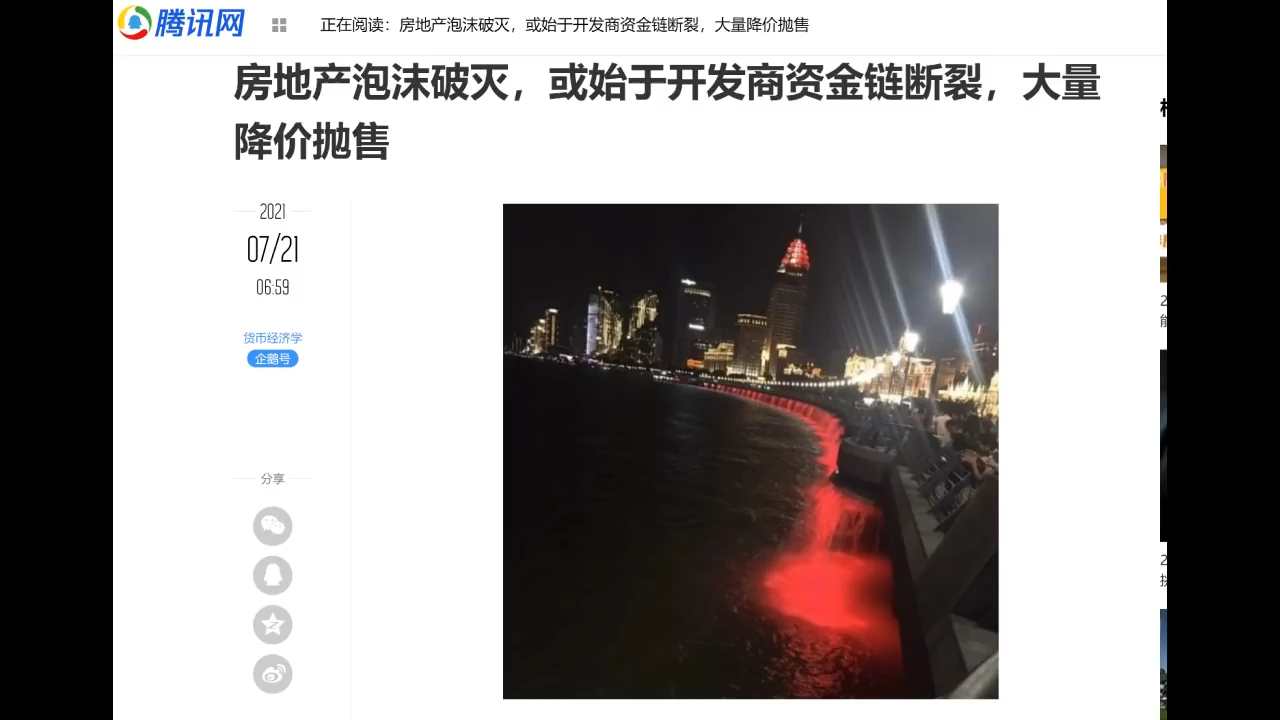 腾讯网
正在阅读：房地产泡沫破灭，或始于开发商资金链断裂，大量降价抛售
房地产泡沫破灭，或始于开发商资金链断裂，大量
降价抛售
2021
07/21
06:59
货币经济学
企鹅号
分享